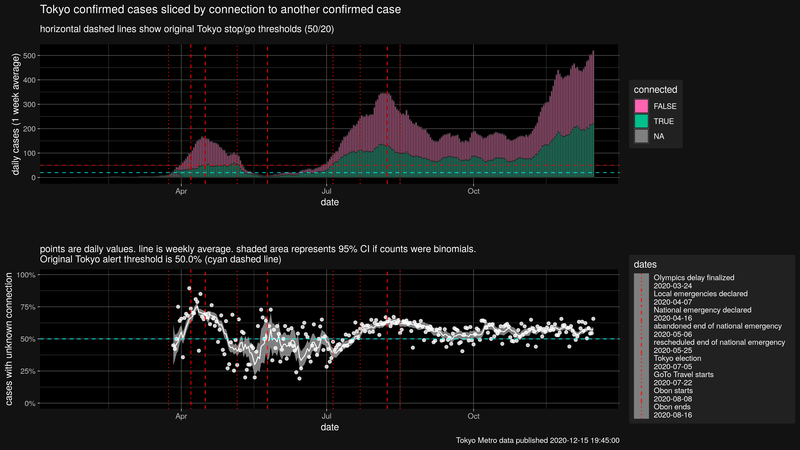 Tokyo confirmed cases sliced by connection to another confirmed case
horizontal dashed lines show original Tokyo stop/go thresholds (50/20)
daily cases (1 week average)
500
400
300
200
100
0
Apr
Jul
Oct
date
connected
FALSE
TRUE
NA
points are daily values. line is weekly average. shaded area represents 95% CI if counts were binomials.
Original Tokyo alert threshold is 50.0% (cyan dashed line)
cases with unknown connection
100%
75%
50%
25%
0%
Apr
Jul
Oct
date
dates
Olympics delay finalized
2020-03-24
Local emergencies declared
2020-04-07
National emergency declared
2020-04-16
abandoned end of national emergency
2020-05-06
rescheduled end of national emergency
2020-05-25
Tokyo election
2020-07-05
GoTo Travel starts
2020-07-22
Obon starts
2020-08-08
Obon ends
2020-08-16
Tokyo Metro data published 2020-12-15 19:45:00